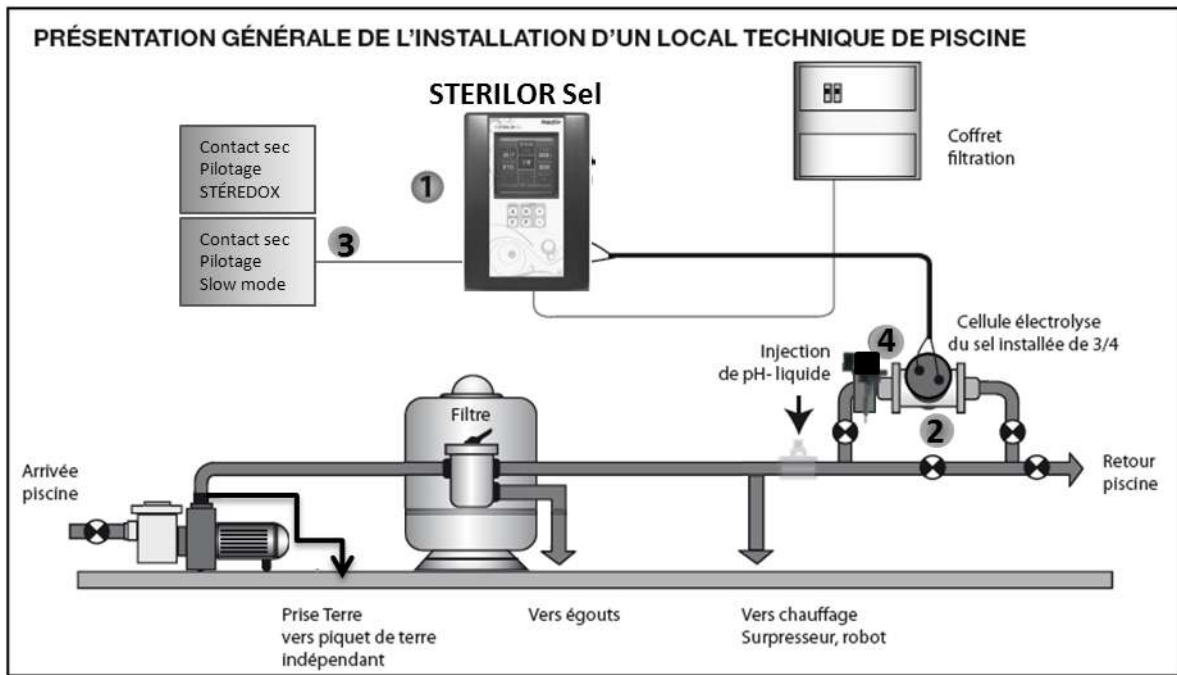 PRÉSENTATION GÉNÉRALE DE L'INSTALLATION D'UN LOCAL TECHNIQUE DE PISCINE
STERILOR Sel
Contact sec
Pilotage
STÉREDOX
1
Coffret
filtration
Contact sec
Pilotage
Slow mode
3
4
Cellule électrolyse
du sel installée de 3/4
Injection
de pH- liquide
2
Filtre
Arrivée
piscine
Retour
piscine
Prise Terre
vers piquet de terre
indépendant
Vers égouts
Vers chauffage
Surpresseur, robot